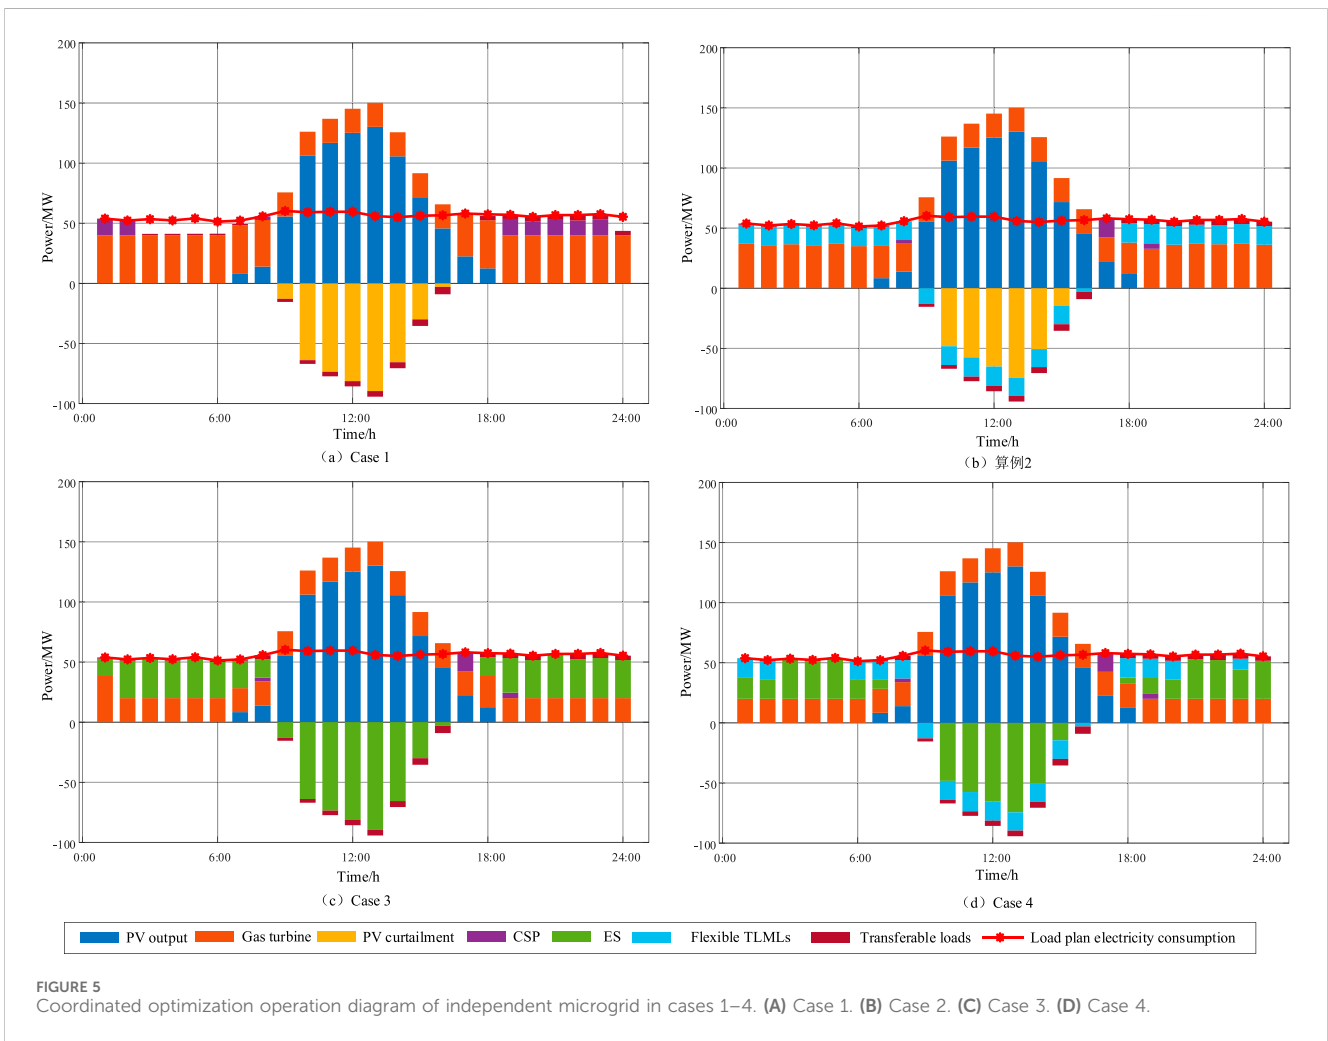 200
150
100
50
0
-50
-100
Power/MW
0:00 6:00 12:00 18:00 24:00
Time/h
（a）Case 1
200
150
100
50
0
-50
-100
Power/MW
0:00 6:00 12:00 18:00 24:00
Time/h
（b）算例2
200
150
100
50
0
-50
-100
Power/MW
0:00 6:00 12:00 18:00 24:00
Time/h
（c）Case 3
200
150
100
50
0
-50
-100
Power/MW
0:00 6:00 12:00 18:00 24:00
Time/h
（d）Case 4
PV output Gas turbine PV curtailment CSP ES Flexible TLMLs Transferable loads Load plan electricity consumption
FIGURE 5
Coordinated optimization operation diagram of independent microgrid in cases 1–4. (A) Case 1. (B) Case 2. (C) Case 3. (D) Case 4.